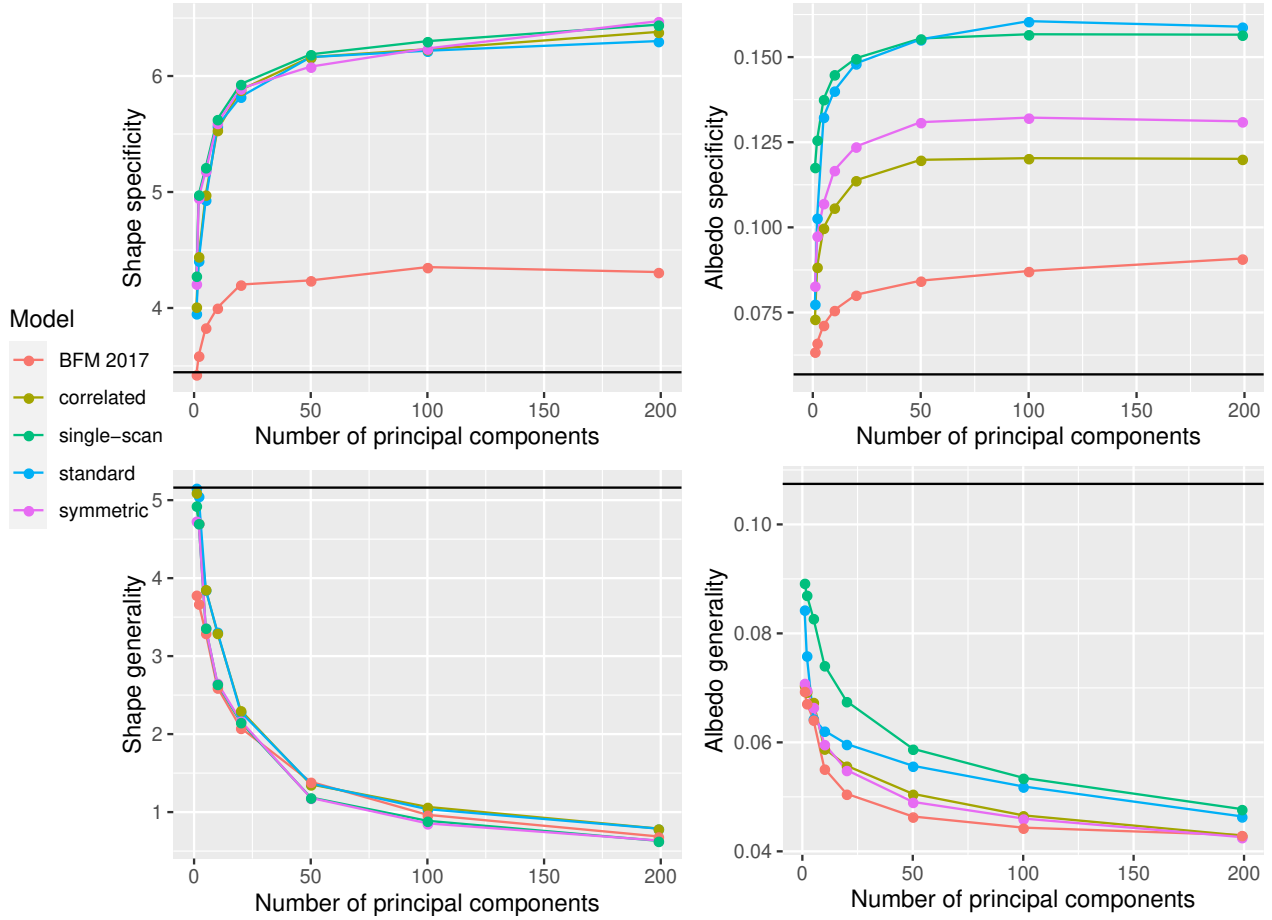 Shape specificity
6
5
4
0 50 100 150 200
Number of principal components
Albedo specificity
0.150
0.125
0.100
0.075
0 50 100 150 200
Number of principal components
Model
BFM 2017
correlated
single−scan
standard
symmetric
Shape generality
5
4
3
2
1
0 50 100 150 200
Number of principal components
Albedo generality
0.10
0.08
0.06
0.04
0 50 100 150 200
Number of principal components